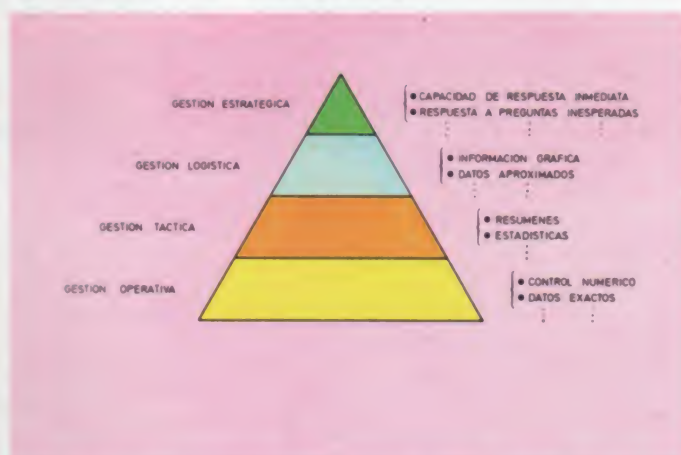 GESTION ESTRATEGICA
• CAPACIDAD DE RESPUESTA INMEDIATA
• RESPUESTA A PREGUNTAS INESPERADAS
GESTION LOGISTICA
• INFORMACION GRAFICA
• DATOS APROXIMADOS
GESTION TACTICA
• RESUMENES
• ESTADISTICAS
GESTION OPERATIVA
• CONTROL NUMERICO
• DATOS EXACTOS